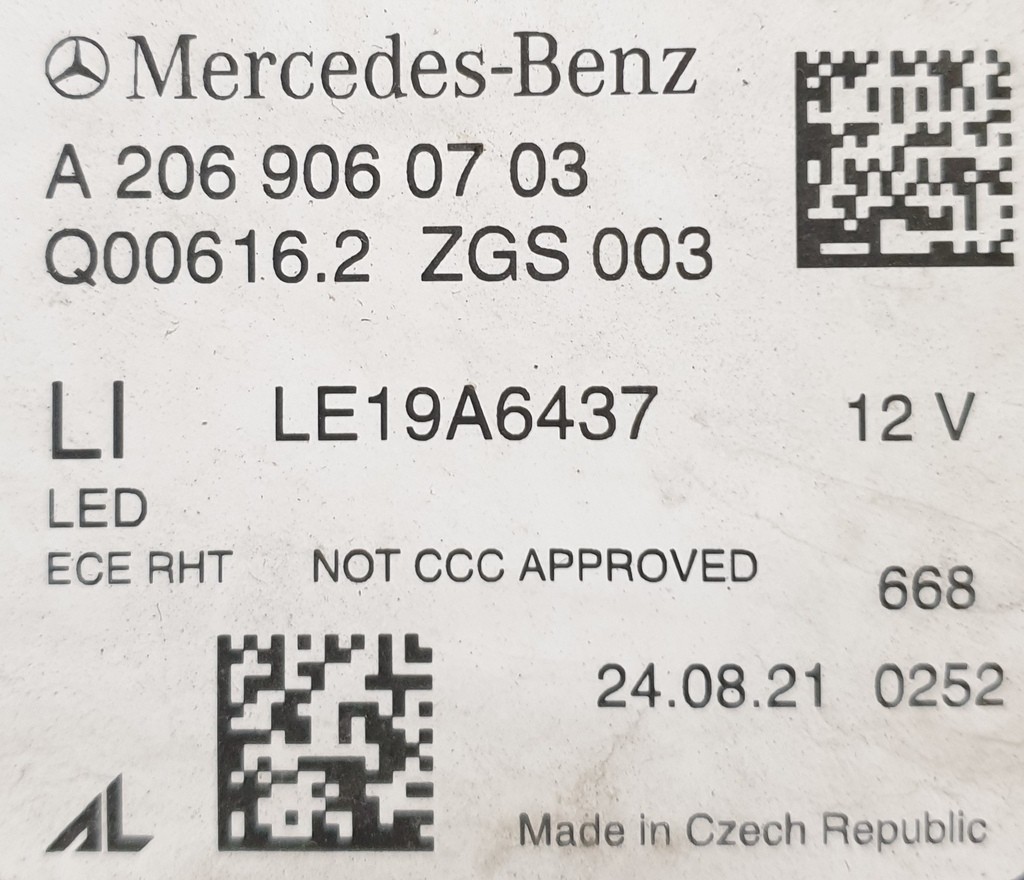 Mercedes-Benz
A 206 906 07 03
Q00616.2 ZGS 003
LI LE19A6437 12 V
LED
ECE RHT NOT CCC APPROVED
668
24.08.21 0252
AL
Made in Czech Republic